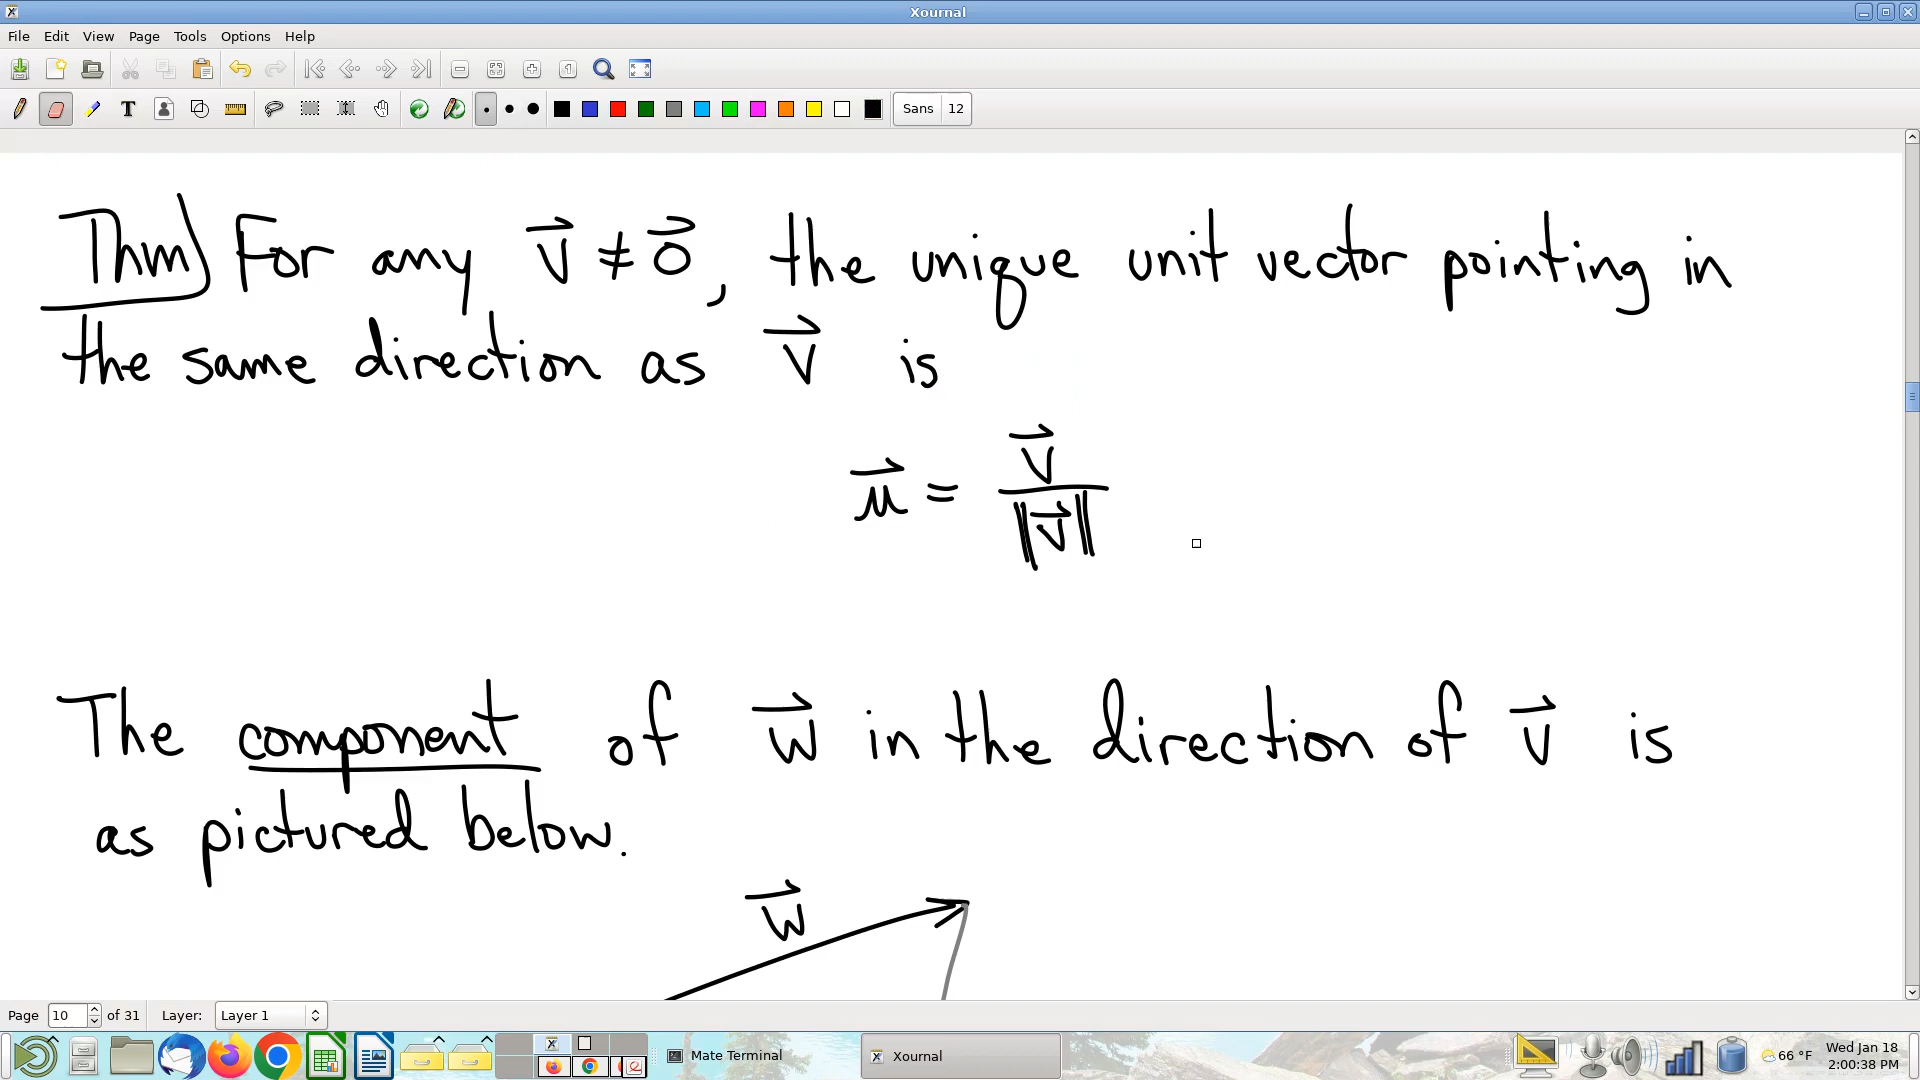 Xournal
File Edit View Page Tools Options Help
Sans 12
Thm) For any v⃗ ≠ 0⃗, the unique unit vector pointing in
the same direction as v⃗ is
u⃗ = v⃗ / ‖v⃗‖
The component of w⃗ in the direction of v⃗ is
as pictured below.
w⃗
Page 10 of 31 Layer: Layer 1
Mate Terminal Xournal 66 °F Wed Jan 18
2:00:38 PM